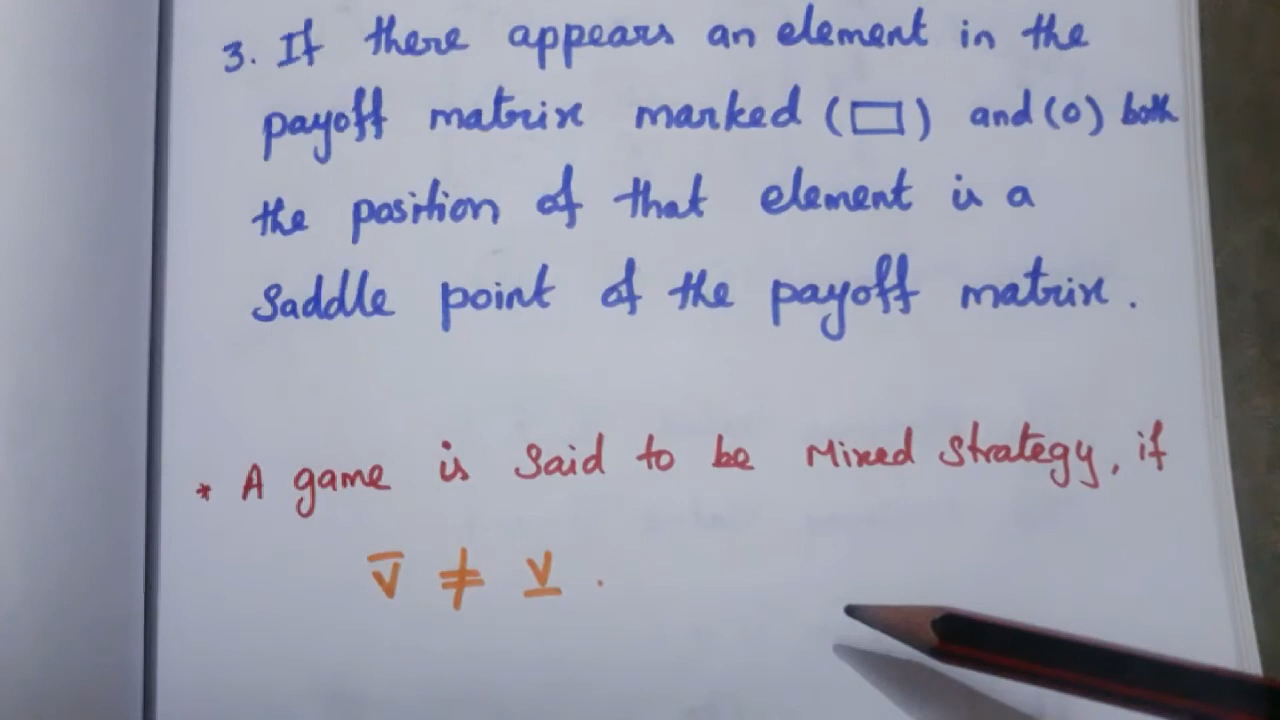 3. If there appears an element in the
payoff matrix marked (□) and (o) both
the position of that element is a
Saddle point of the payoff matrix.
* A game is said to be Mixed strategy, if
v̅ ≠ v̲ .